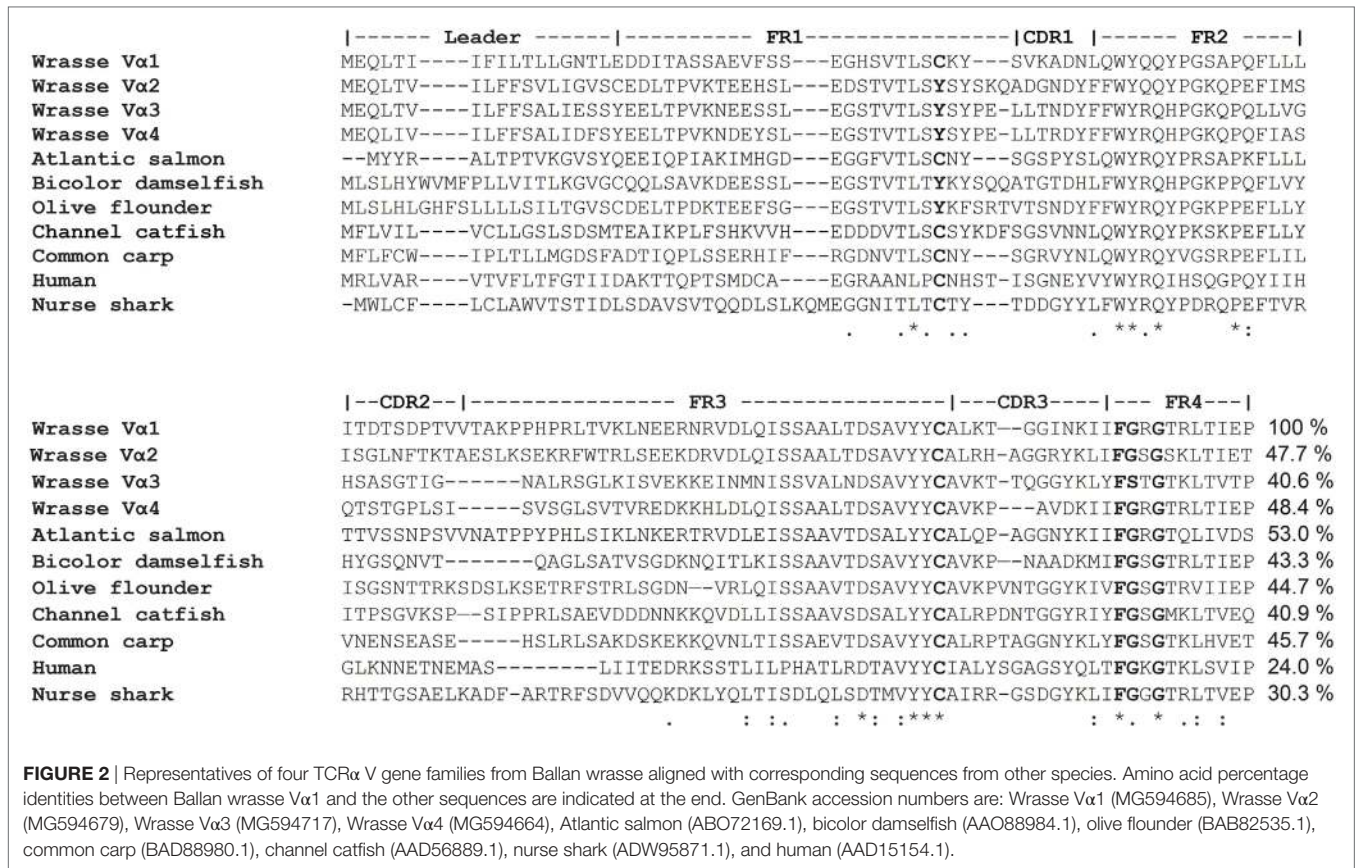 |------ Leader ------|------------ FR1----------------|CDR1 |------ FR2 ----|
Wrasse Vα1 MEQLTI----IFILTLLGNTLEDDITASSAEVFSS---EGHSVTLSCKY---SVKADNLQWYQQYPGSAPQFLLL
Wrasse Vα2 MEQLTV----ILFFSVLIGVSCEDLTPVKTEEHSL---EDSTVTLSYSYSKQADGNDYFFWYQQYPGKQPEFIMS
Wrasse Vα3 MEQLTV----ILFFSALIESSYEELTPVKNEESSL---EGSTVTLSYSYPE-LLTNDYFFWYRQHPGKQPQLLVG
Wrasse Vα4 MEQLIV----ILFFSALIDFSYEELTPVKNDEYSL---EGSTVTLSYSYPE-LLTRDYFFWYRQHPGKQPQFIAS
Atlantic salmon --MYYR----ALTPTVKGVSYQEEIQPIAKIMHGD---EGGFVTLSCNY---SGSPYSLQWYRQYPRSAPKFLLL
Bicolor damselfish MLSLHYWVMFPLLVITLKGVGCQQLSAVKDEESSL---EGSTVTLTYKYSQQATGTDHLFWYRQHPGKPPQFLVY
Olive flounder MLSLHLGHFSLLLLSILTGVSCDELTPDKTEEFSG---EGSTVTLSYKFSRTVTSNDYFFWYRQYPGKPPEFLLY
Channel catfish MFLVIL----VCLLGSLSDSMTEAIKPLFSHKVVH---EDDDVTLSCSYKDFSGSVNNLQWYRQYPKSKPEFLLY
Common carp MFLFCW----IPLTLLMGDSFADTIQPLSSERHIF---RGDNVTLSCNY---SGRVYNLQWYRQYVGSRPEFLIL
Human MRLVAR----VTVFLTFGTIIDAKTTQPTSMDCA----EGRAANLPCNHST-ISGNEYVYWYRQIHSQGPQYIIH
Nurse shark -MWLCF----LCLAWVTSTIDLSDAVSVTQQDLSLKQMEGGNITLTCTY---TDDGYYLFWYRQYPDRQPEFTVR
. .*. .. . **.* *:
|--CDR2--|---------------- FR3 --------------|---CDR3---|--- FR4---|
Wrasse Vα1 ITDTSDPTVVTAKPPHPRLTVKLNEERNRVDLQISSAALTDSAVYYCALKT--GGINKIIFGRGTRLTIEP 100 %
Wrasse Vα2 ISGLNFTKTAESLKSEKRFWTRLSEEKDRVDLQISSAALTDSAVYYCALRH-AGGRYKLIFGSGSKLTIET 47.7 %
Wrasse Vα3 HSASGTIG------NALRSGLKISVEKKEINMNISSVALNDSAVYYCAVKT-TQGGYKLYFSTGTKLTVTP 40.6 %
Wrasse Vα4 QTSTGPLSI-----SVSGLSVTVREDKKHLDLQISSAALTDSAVYYCAVKP---AVDKIIFGRGTRLTIEP 48.4 %
Atlantic salmon TTVSSNPSVVNATPPYPHLSIKLNKERTRVDLEISSAAVTDSALYYCALQP-AGGNYKIIFGRGTQLIVDS 53.0 %
Bicolor damselfish HYGSQNVT------QAGLSATVSGDKNQITLKISSAAVTDSAVYYCAVKP--NAADKMIFGSGTRLTIEP 43.3 %
Olive flounder ISGSNTTRKSDSLKSETRFSTRLSGDN--VRLQISSAAVTDSAVYYCAVKPVNTGGYKIVFGSGTRVIIEP 44.7 %
Channel catfish ITPSGVKSP--SIPPRLSAEVDDDNNKKQVDLLISSAAVSDSALYYCALRPDNTGGYRIYFGSGMKLTVEQ 40.9 %
Common carp VNENSEASE-----HSLRLSAKDSKEKKQVNLTISSAEVTDSAVYYCALRPTAGGNYKLYFGSGTKLHVET 45.7 %
Human GLKNNETNEMAS--------LIITEDRKSSTLILPHATLRDTAVYYCIALYSGAGSYQLTFGKGTKLSVIP 24.0 %
Nurse shark RHTTGSAELKADF-ARTRFSDVVQQKDKLYQLTISDLQLSDTMVYYCAIRR-GSDGYKLIFGGGTRLTVEP 30.3 %
. : :. : *: :*** : *. * .: :
FIGURE 2 | Representatives of four TCRα V gene families from Ballan wrasse aligned with corresponding sequences from other species. Amino acid percentage
identities between Ballan wrasse Vα1 and the other sequences are indicated at the end. GenBank accession numbers are: Wrasse Vα1 (MG594685), Wrasse Vα2
(MG594679), Wrasse Vα3 (MG594717), Wrasse Vα4 (MG594664), Atlantic salmon (ABO72169.1), bicolor damselfish (AAO88984.1), olive flounder (BAB82535.1),
common carp (BAD88980.1), channel catfish (AAD56889.1), nurse shark (ADW95871.1), and human (AAD15154.1).